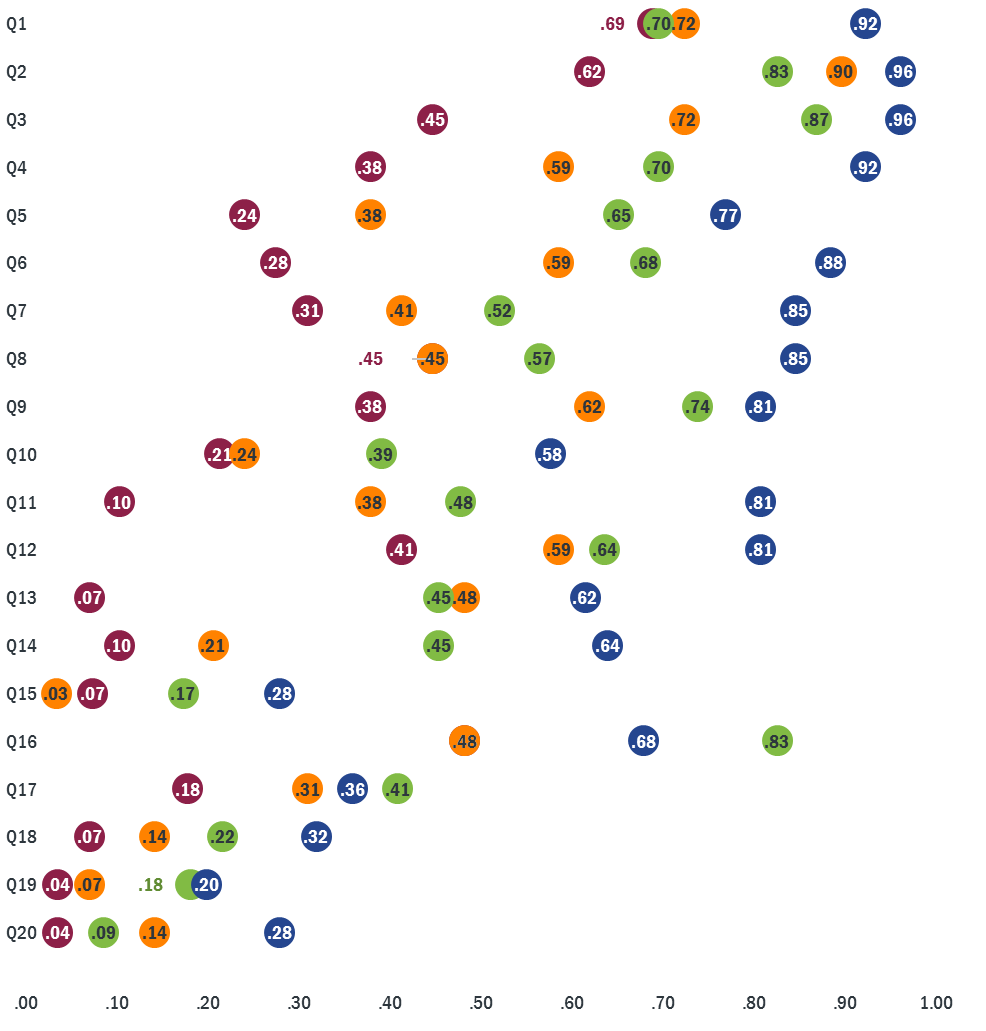 Q1 .69 .70 .72 .92
Q2 .62 .83 .90 .96
Q3 .45 .72 .87 .96
Q4 .38 .59 .70 .92
Q5 .24 .38 .65 .77
Q6 .28 .59 .68 .88
Q7 .31 .41 .52 .85
Q8 .45 .45 .57 .85
Q9 .38 .62 .74 .81
Q10 .21 .24 .39 .58
Q11 .10 .38 .48 .81
Q12 .41 .59 .64 .81
Q13 .07 .45 .48 .62
Q14 .10 .21 .45 .64
Q15 .03 .07 .17 .28
Q16 .48 .68 .83
Q17 .18 .31 .36 .41
Q18 .07 .14 .22 .32
Q19 .04 .07 .18 .20
Q20 .04 .09 .14 .28
.00 .10 .20 .30 .40 .50 .60 .70 .80 .90 1.00